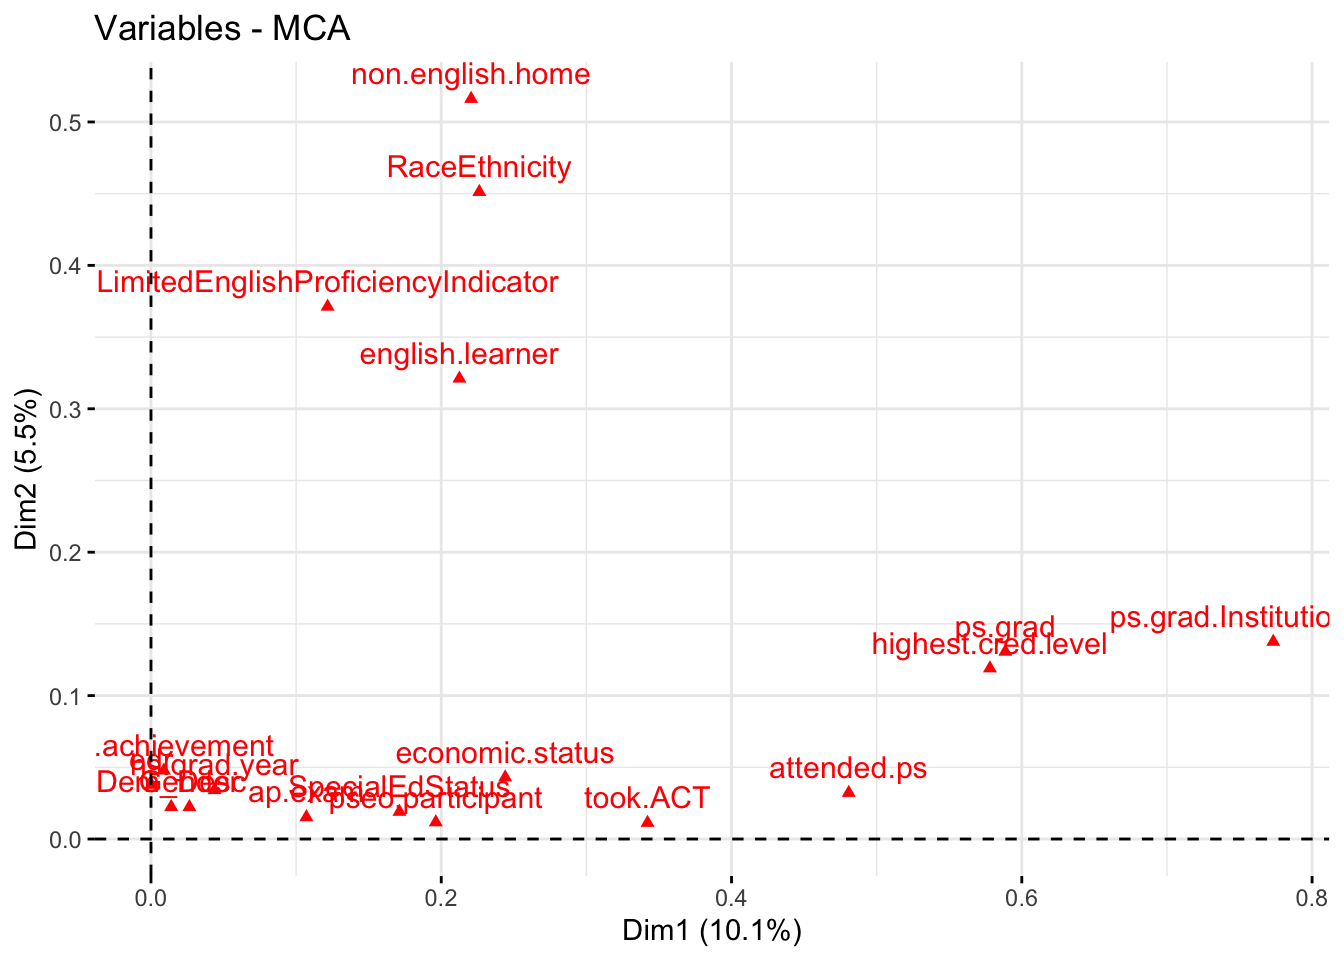 Variables - MCA
non.english.home
RaceEthnicity
LimitedEnglishProficiencyIndicator
english.learner
ps.grad.Institutio
ps.grad
highest.cred.level
.achievement
economic.status
hs.grad.year
attended.ps
SpecialEdStatus
ap.exam
pseo.participant
took.ACT
0.5
0.4
0.3
0.2
0.1
0.0
0.0
0.2
0.4
0.6
0.8
Dim1 (10.1%)
Dim2 (5.5%)